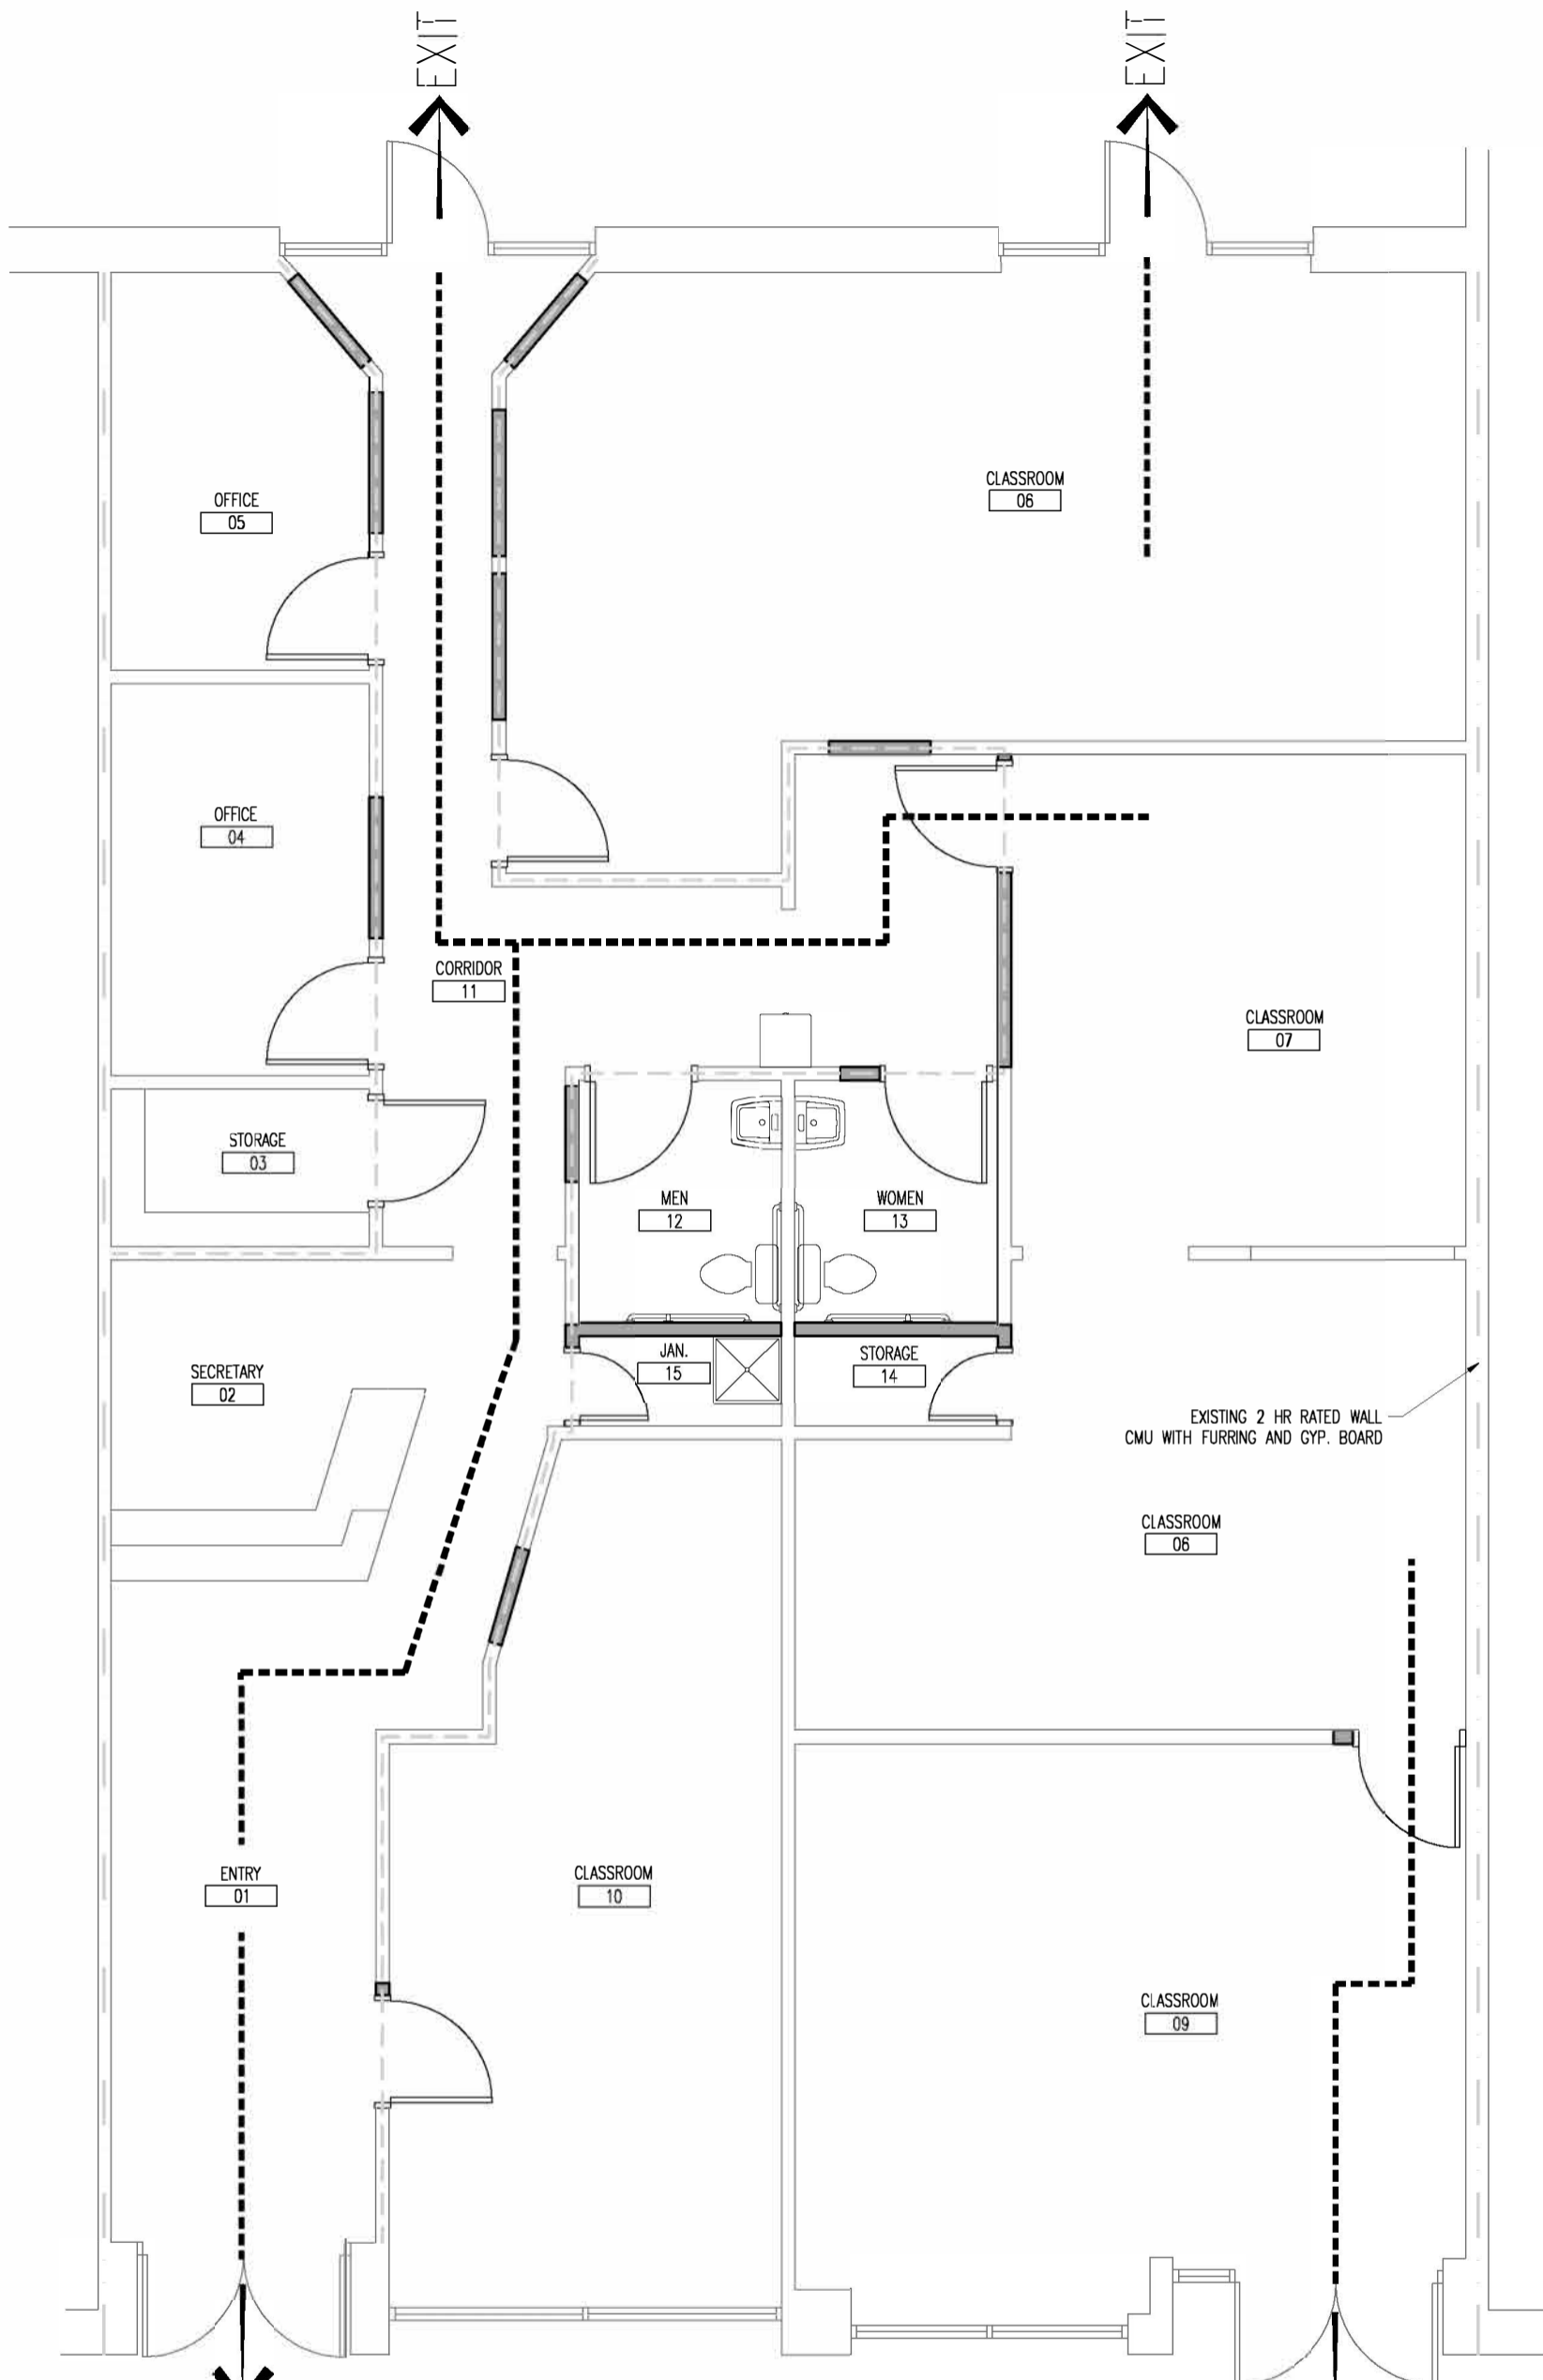 EXIT
EXIT
CLASSROOM
06
OFFICE
05
OFFICE
04
CORRIDOR
11
CLASSROOM
07
STORAGE
03
MEN
12
WOMEN
13
JAN.
15
STORAGE
14
SECRETARY
02
EXISTING 2 HR RATED WALL
CMU WITH FURRING AND GYP. BOARD
CLASSROOM
06
ENTRY
01
CLASSROOM
10
CLASSROOM
09